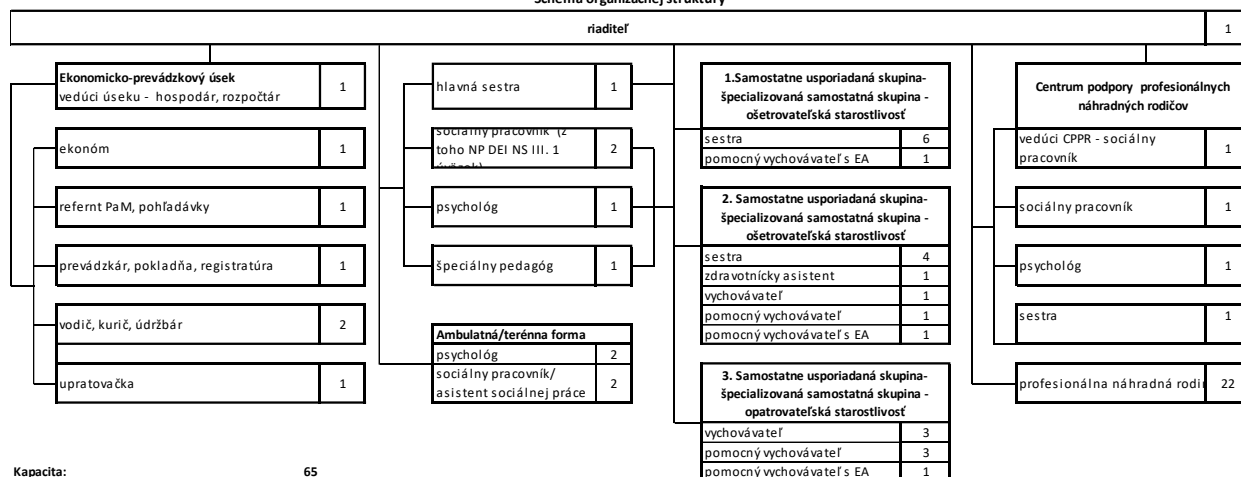 Schéma organizačnej štruktúry
riaditeľ 1
Ekonomicko-prevádzkový úsek
vedúci úseku - hospodár, rozpočtár 1
ekonóm 1
refernt PaM, pohľadávky 1
prevádzkár, pokladňa, registratúra 1
vodič, kurič, údržbár 2
upratovačka 1
hlavná sestra 1
sociálny pracovník (z
toho NP DEI NS III. 1 2
psychológ 1
špeciálny pedagóg 1
Ambulatná/terénna forma
psychológ 2
sociálny pracovník/
asistent sociálnej práce 2
1.Samostatne usporiadaná skupina-
špecializovaná samostatná skupina -
ošetrovateľská starostlivosť
sestra 6
pomocný vychovávateľ s EA 1
2. Samostatne usporiadaná skupina-
špecializovaná samostatná skupina -
ošetrovateľská starostlivosť
sestra 4
zdravotnícky asistent 1
vychovávateľ 1
pomocný vychovávateľ 1
pomocný vychovávateľ s EA 1
3. Samostatne usporiadaná skupina-
špecializovaná samostatná skupina -
opatrovateľská starostlivosť
vychovávateľ 3
pomocný vychovávateľ 3
pomocný vychovávateľ s EA 1
Centrum podpory profesionálnych
náhradných rodičov
vedúci CPPR - sociálny
pracovník 1
sociálny pracovník 1
psychológ 1
sestra 1
profesionálna náhradná 22
Kapacita: 65